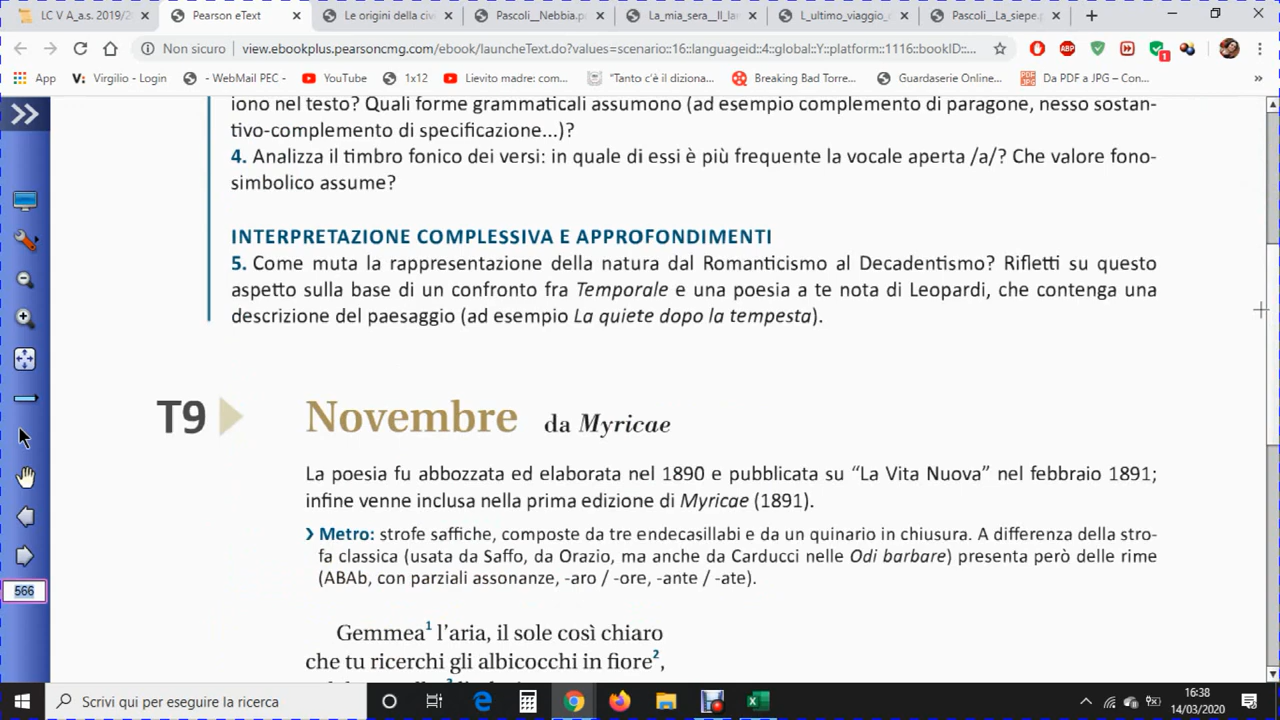 LC V A_a.s. 2019/2
Pearson eText
Le origini della civi
Pascoli__Nebbia.p
La_mia_sera__Il_la
L_ultimo_viaggio_d
Pascoli__La_siepe.p
Non sicuro
view.ebookplus.pearsoncmg.com/ebook/launcheText.do?values=scenario::16::languageid::4::global::Y::platform::1116::bookID::...
ABP
1
App
Virgilio - Login
- WebMail PEC -
YouTube
1x12
Lievito madre: com...
"Tanto c'è il diziona...
Breaking Bad Torre...
Guardaserie Online...
Da PDF a JPG – Con...
»
iono nel testo? Quali forme grammaticali assumono (ad esempio complemento di paragone, nesso sostan-
tivo-complemento di specificazione...)?
4. Analizza il timbro fonico dei versi: in quale di essi è più frequente la vocale aperta /a/? Che valore fono-
simbolico assume?
INTERPRETAZIONE COMPLESSIVA E APPROFONDIMENTI
5. Come muta la rappresentazione della natura dal Romanticismo al Decadentismo? Rifletti su questo
aspetto sulla base di un confronto fra Temporale e una poesia a te nota di Leopardi, che contenga una
descrizione del paesaggio (ad esempio La quiete dopo la tempesta).
T9
Novembre da Myricae
La poesia fu abbozzata ed elaborata nel 1890 e pubblicata su "La Vita Nuova" nel febbraio 1891;
infine venne inclusa nella prima edizione di Myricae (1891).
Metro: strofe saffiche, composte da tre endecasillabi e da un quinario in chiusura. A differenza della stro-
fa classica (usata da Saffo, da Orazio, ma anche da Carducci nelle Odi barbare) presenta però delle rime
(ABAb, con parziali assonanze, -aro / -ore, -ante / -ate).
566
Gemmea1 l'aria, il sole così chiaro
che tu ricerchi gli albicocchi in fiore2,
Scrivi qui per eseguire la ricerca
16:38
14/03/2020